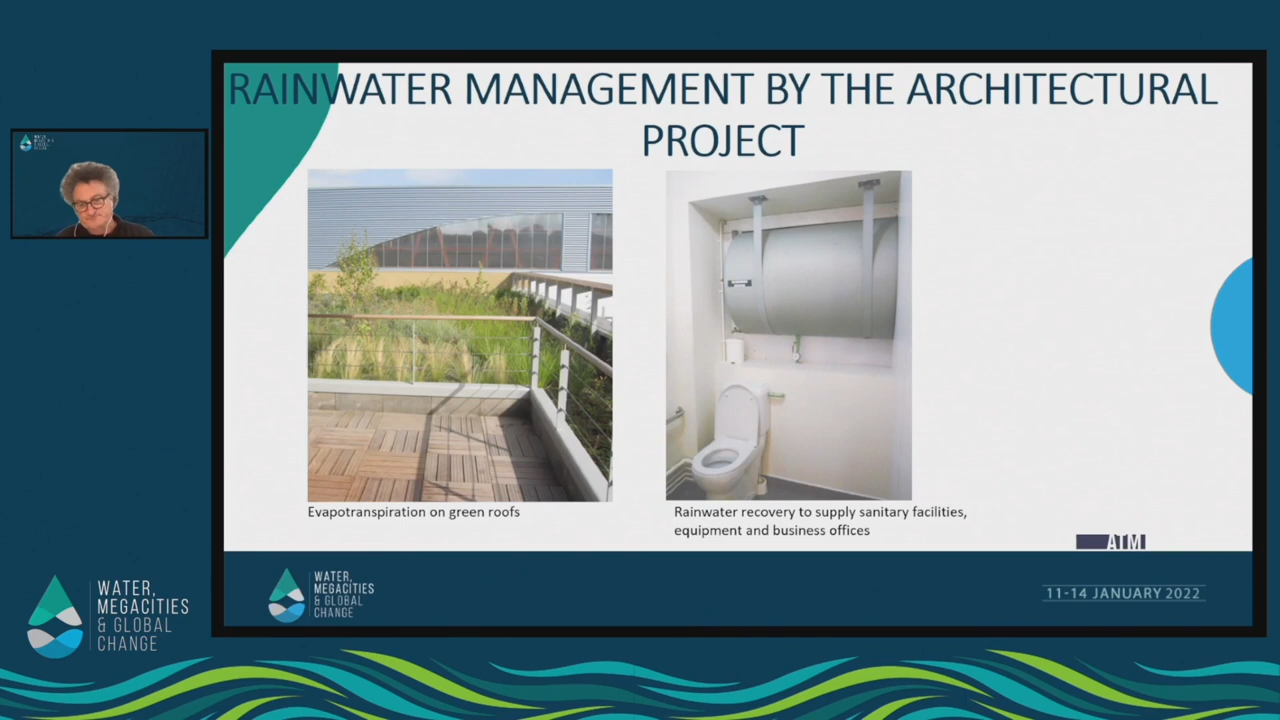 RAINWATER MANAGEMENT BY THE ARCHITECTURAL
PROJECT
Evapotranspiration on green roofs
Rainwater recovery to supply sanitary facilities,
equipment and business offices
ATM
WATER,
MEGACITIES
& GLOBAL
CHANGE
11-14 JANUARY 2022
WATER,
MEGACITIES
& GLOBAL
CHANGE